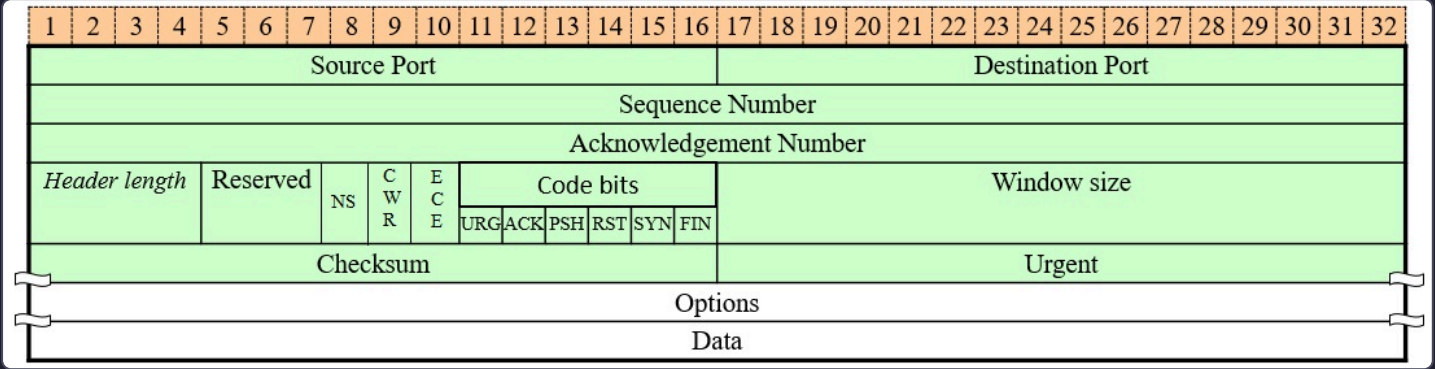 1 2 3 4 5 6 7 8 9 10 11 12 13 14 15 16 17 18 19 20 21 22 23 24 25 26 27 28 29 30 31 32
Source Port Destination Port
Sequence Number
Acknowledgement Number
Header length Reserved NS CWR ECE Code bits Window size
URG ACK PSH RST SYN FIN
Checksum Urgent
Options
Data